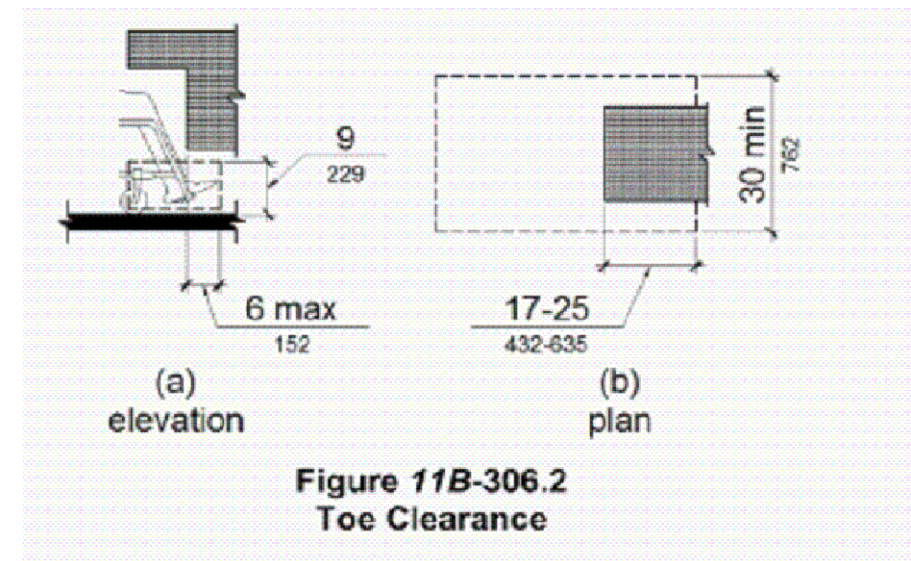 9
229
6 max
152
(a)
elevation
30 min
762
17-25
432-635
(b)
plan
Figure 11B-306.2
Toe Clearance